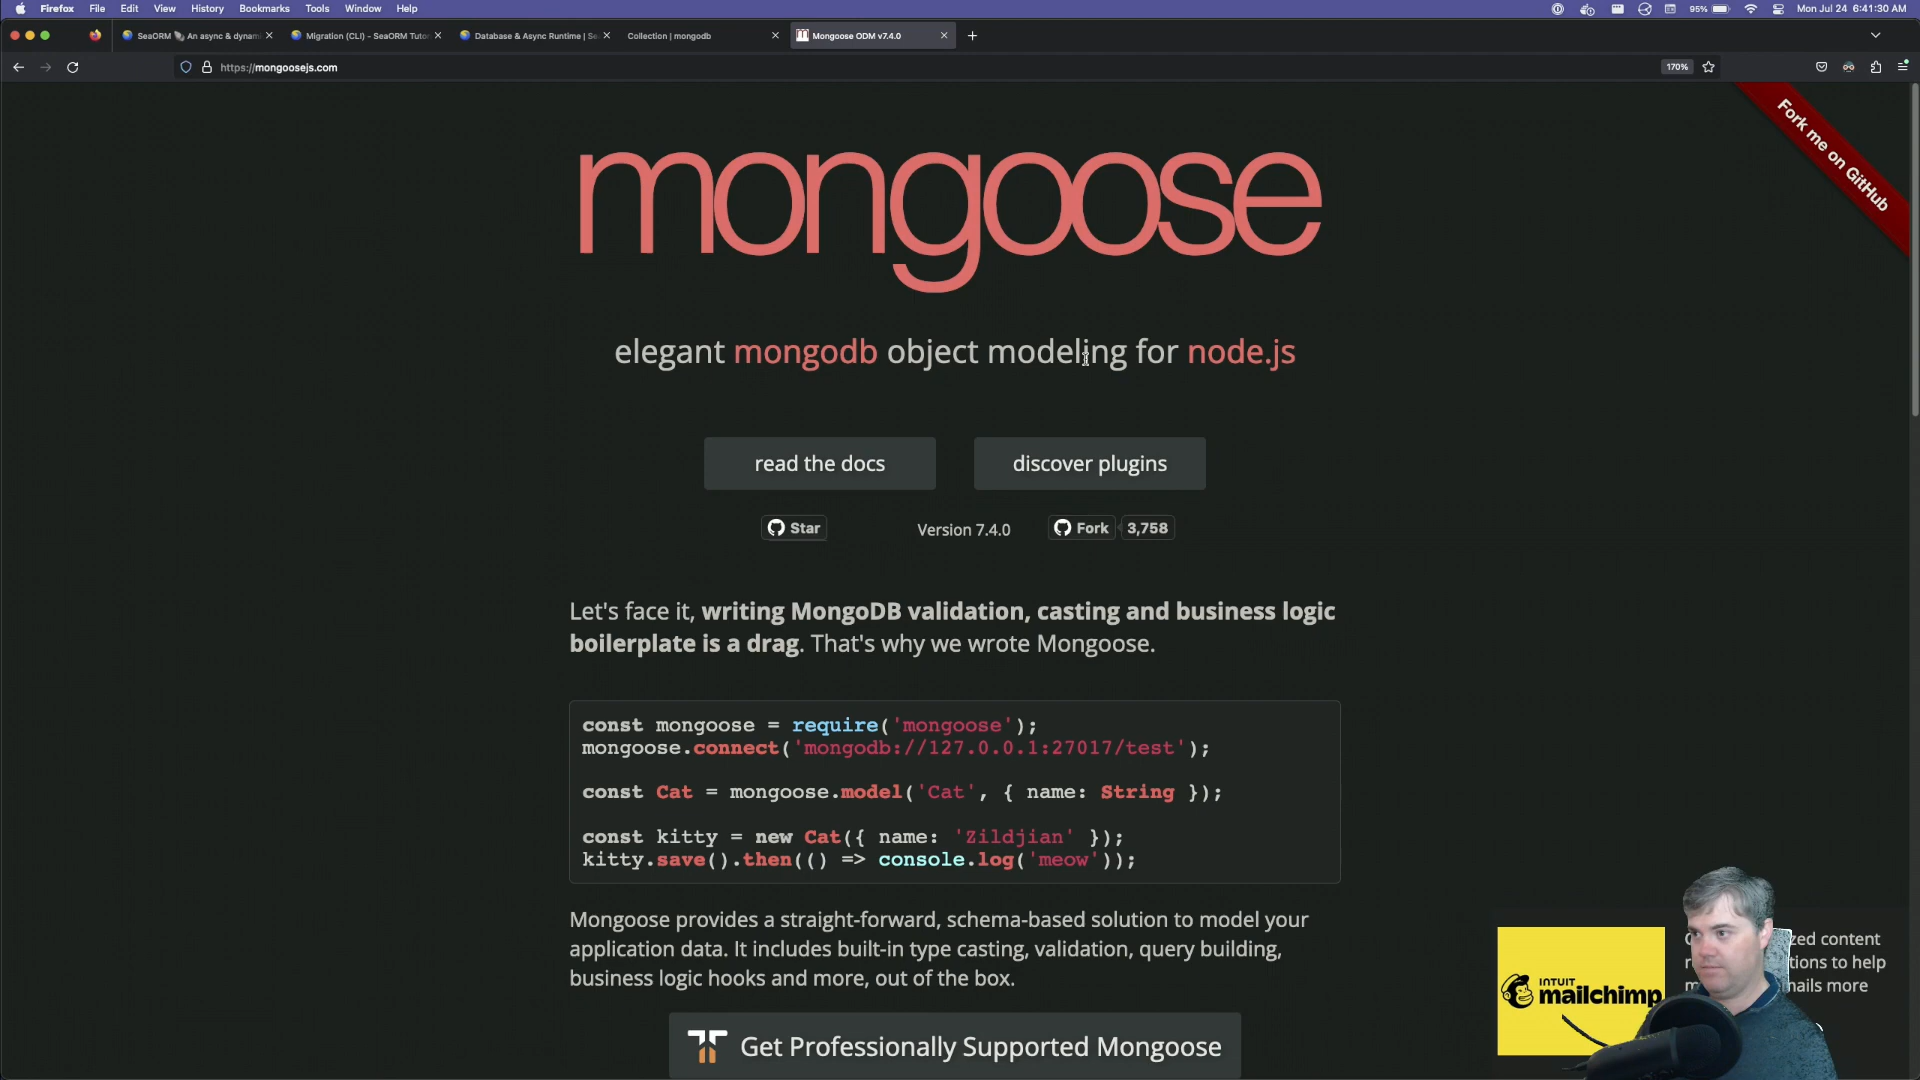 Firefox File Edit View History Bookmarks Tools Window Help 95% Mon Jul 24 6:41:30 AM
SeaORM An async & dynam Migration (CLI) - SeaORM Tuto Database & Async Runtime | Se Collection | mongodb Mongoose ODM v7.4.0
https://mongoosejs.com 170%
Fork me on GitHub
mongoose
elegant mongodb object modeling for node.js
read the docs discover plugins
Star Version 7.4.0 Fork 3,758
Let's face it, writing MongoDB validation, casting and business logic
boilerplate is a drag. That's why we wrote Mongoose.
const mongoose = require('mongoose');
mongoose.connect('mongodb://127.0.0.1:27017/test');
const Cat = mongoose.model('Cat', { name: String });
const kitty = new Cat({ name: 'Zildjian' });
kitty.save().then(() => console.log('meow'));
Mongoose provides a straight-forward, schema-based solution to model your
application data. It includes built-in type casting, validation, query building,
business logic hooks and more, out of the box.
Get Professionally Supported Mongoose
INTUIT
mailchimp
content
to help
more